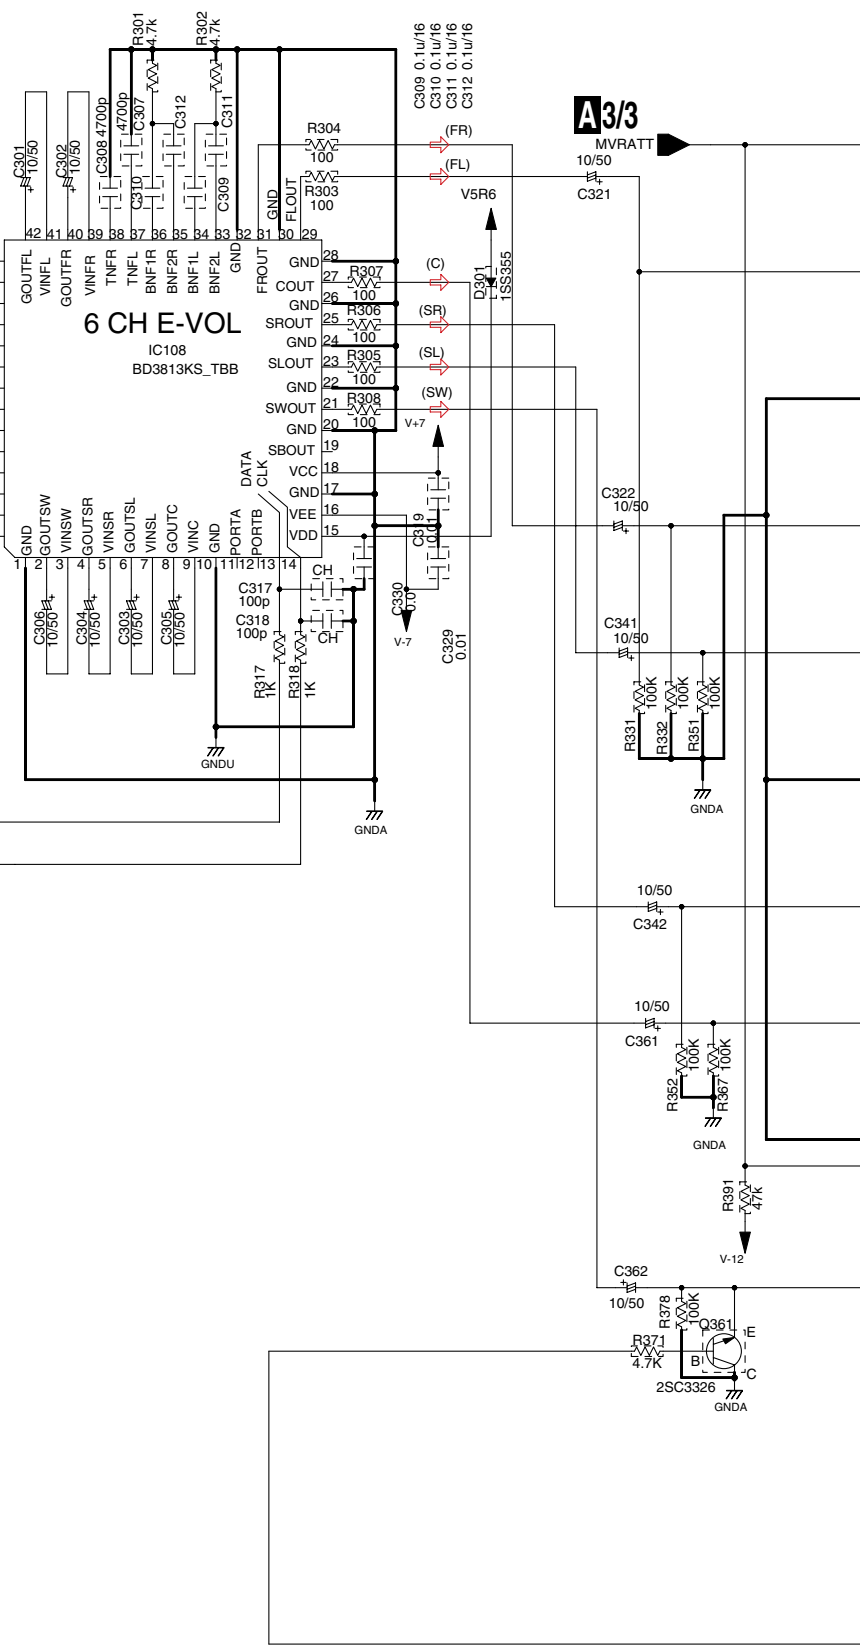 R301
4.7k
R302
4.7k
C309 0.1u/16
C310 0.1u/16
C311 0.1u/16
C312 0.1u/16
C301
10/50
+
C302
10/50
+
C308 4700p
4700p
C307
C310
C312
C309
C311
R304
100
(FR)
R303
100
(FL)
GND
FLOUT
A 3/3
MVRATT
10/50
+
C321
V5R6
D301
1SS355
42 41 40 39 38 37 36 35 34 33 32 31 30 29
GOUTFL
VINFL
GOUTFR
VINFR
TNFR
TNFL
BNF1R
BNF2R
BNF1L
BNF2L
GND
FROUT
6 CH E-VOL
IC108
BD3813KS_TBB
GND 28
COUT 27
R307
100
(C)
GND 26
SROUT 25
R306
100
(SR)
GND 24
SLOUT 23
R305
100
(SL)
GND 22
SWOUT 21
R308
100
(SW)
GND 20
SBOUT 19
VCC 18
GND 17
VEE 16
VDD 15
V+7
DATA
CLK
GND
GOUTSW
VINSW
GOUTSR
VINSR
GOUTSL
VINSL
GOUTC
VINC
GND
PORTA
PORTB
1 2 3 4 5 6 7 8 9 10 11 12 13 14
C319
0.01
C330
0.0
V-7
C329
0.01
C317
100p
CH
C318
100p
CH
C306
10/50
+
C304
10/50
+
C303
10/50
+
C305
10/50
+
R317
1K
R318
1K
GNDU
GNDA
C322
10/50
+
C341
10/50
+
R331
100K
R332
100K
R351
100K
GNDA
10/50
+
C342
10/50
+
C361
R352
100K
R367
100K
GNDA
R391
47k
V-12
C362
+
10/50
R378
100K
Q361
E
B
C
R371
4.7K
2SC3326
GNDA